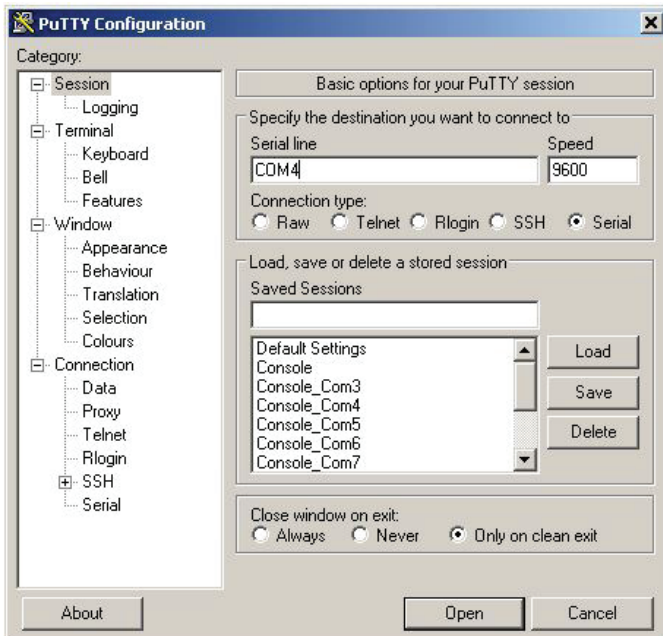 PuTTY Configuration
Category:
Session
Logging
Terminal
Keyboard
Bell
Features
Window
Appearance
Behaviour
Translation
Selection
Colours
Connection
Data
Proxy
Telnet
Rlogin
SSH
Serial
Basic options for your PuTTY session
Specify the destination you want to connect to
Serial line Speed
COM4 9600
Connection type:
Raw Telnet Rlogin SSH Serial
Load, save or delete a stored session
Saved Sessions
Default Settings
Console
Console_Com3
Console_Com4
Console_Com5
Console_Com6
Console_Com7
Load
Save
Delete
Close window on exit:
Always Never Only on clean exit
About Open Cancel